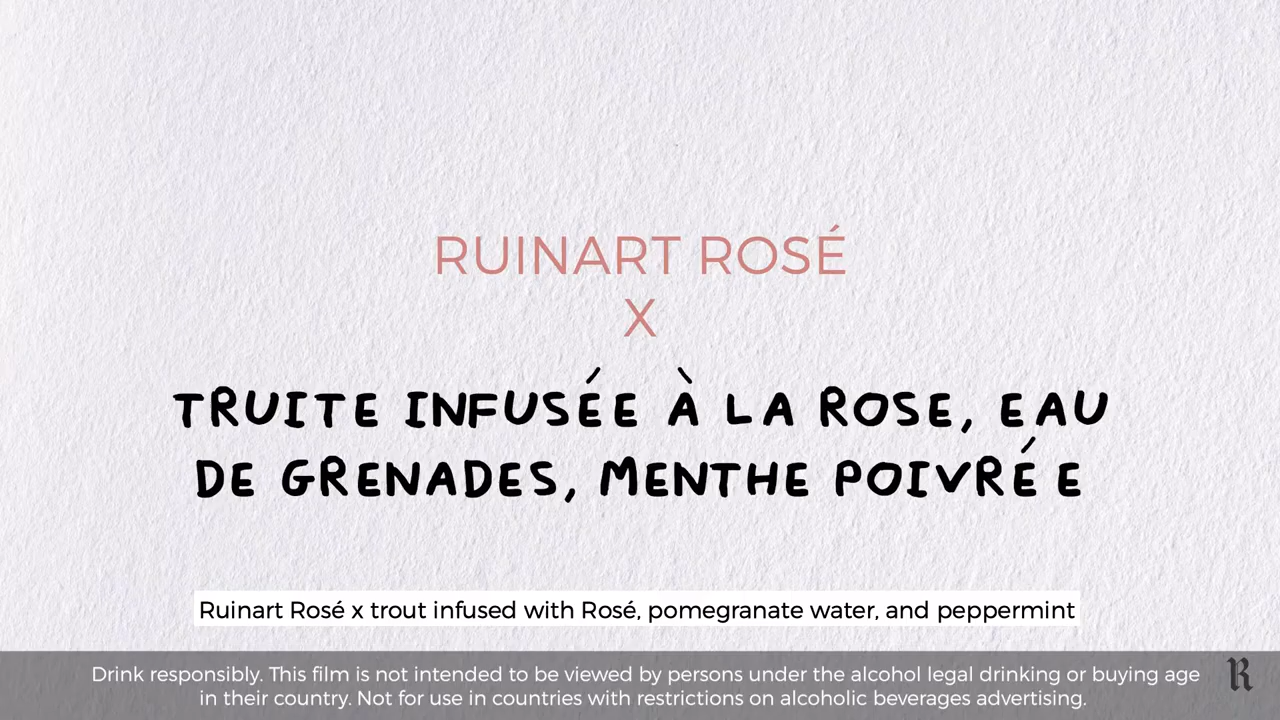 RUINART ROSÉ
X
TRUITE INFUSÉE À LA ROSE, EAU
DE GRENADES, MENTHE POIVRÉE
Ruinart Rosé x trout infused with Rosé, pomegranate water, and peppermint
Drink responsibly. This film is not intended to be viewed by persons under the alcohol legal drinking or buying age
in their country. Not for use in countries with restrictions on alcoholic beverages advertising.
R